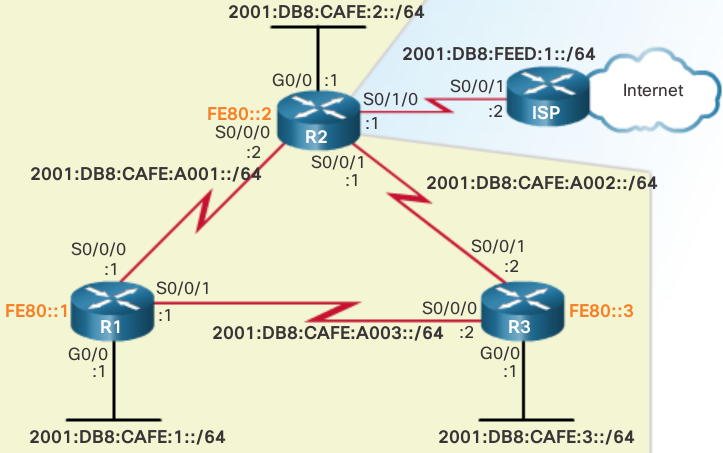 2001:DB8:CAFE:2::/64
2001:DB8:FEED:1::/64
G0/0 :1
S0/0/1
Internet
S0/1/0
FE80::2
:2
ISP
:1
R2
S0/0/0
:2
S0/0/1
:1
2001:DB8:CAFE:A001::/64
2001:DB8:CAFE:A002::/64
S0/0/0
:1
S0/0/1
:2
S0/0/1
:1
FE80::1
R1
S0/0/0
:2
R3
FE80::3
2001:DB8:CAFE:A003::/64
G0/0
:1
G0/0
:1
2001:DB8:CAFE:1::/64
2001:DB8:CAFE:3::/64